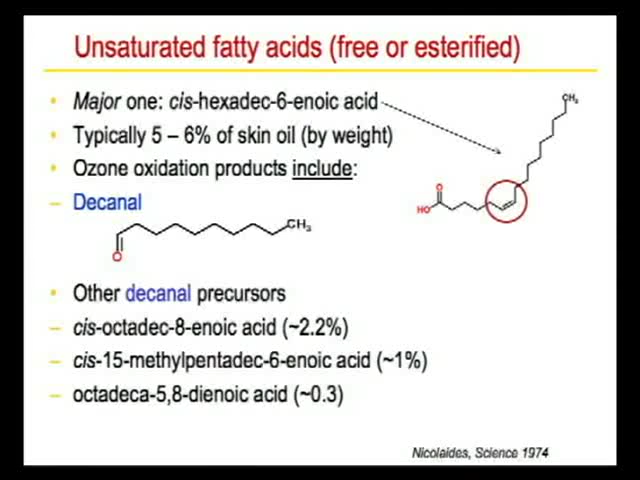 Unsaturated fatty acids (free or esterified)
• Major one: cis-hexadec-6-enoic acid
• Typically 5 – 6% of skin oil (by weight)
• Ozone oxidation products include:
– Decanal
CH3
O
HO
CH3
O
• Other decanal precursors
– cis-octadec-8-enoic acid (~2.2%)
– cis-15-methylpentadec-6-enoic acid (~1%)
– octadeca-5,8-dienoic acid (~0.3)
Nicolaides, Science 1974